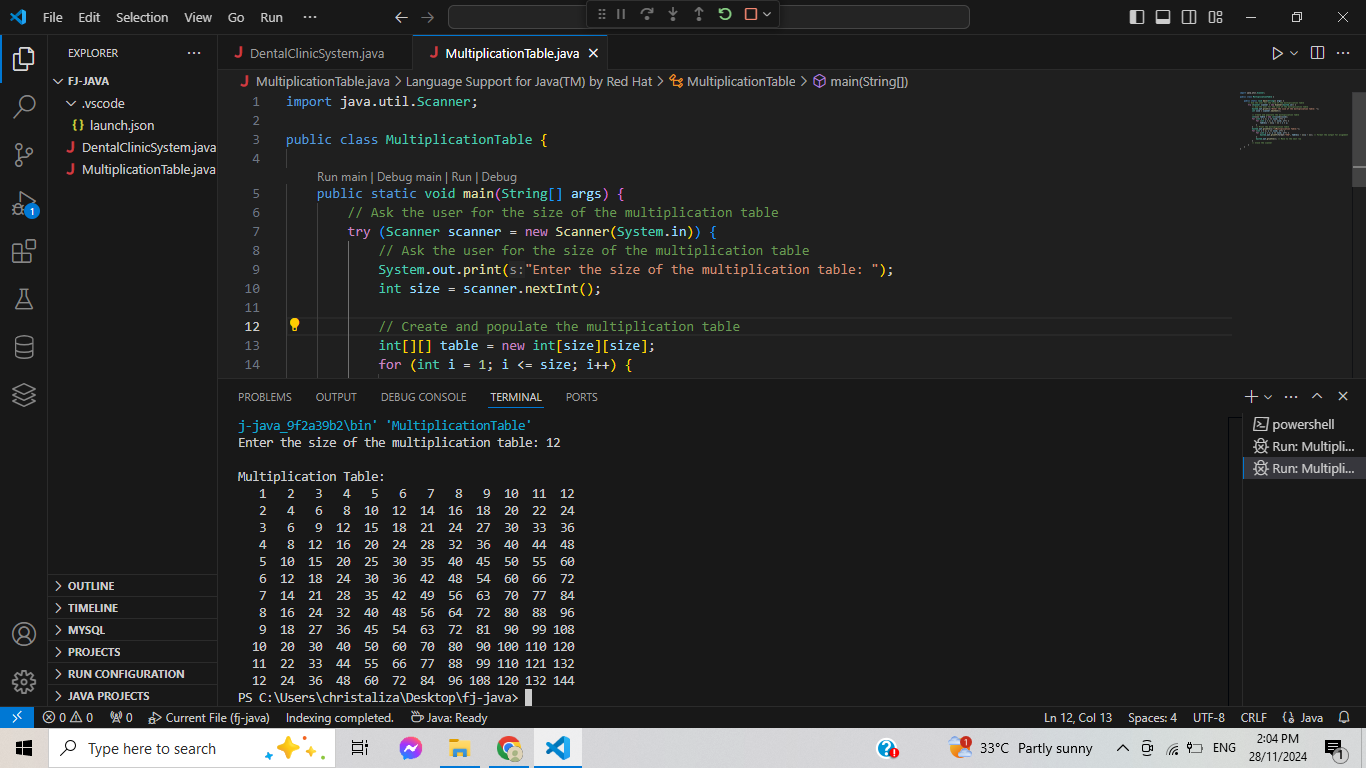 File Edit Selection View Go Run ···
EXPLORER ···
FJ-JAVA
.vscode
{} launch.json
J DentalClinicSystem.java
J MultiplicationTable.java
OUTLINE
TIMELINE
MYSQL
PROJECTS
RUN CONFIGURATION
JAVA PROJECTS
1
J DentalClinicSystem.java J MultiplicationTable.java
J MultiplicationTable.java > Language Support for Java(TM) by Red Hat > MultiplicationTable > main(String[])
1 import java.util.Scanner;
2
3 public class MultiplicationTable {
4
Run main | Debug main | Run | Debug
5 public static void main(String[] args) {
6 // Ask the user for the size of the multiplication table
7 try (Scanner scanner = new Scanner(System.in)) {
8 // Ask the user for the size of the multiplication table
9 System.out.print(s:"Enter the size of the multiplication table: ");
10 int size = scanner.nextInt();
11
12 // Create and populate the multiplication table
13 int[][] table = new int[size][size];
14 for (int i = 1; i <= size; i++) {
PROBLEMS OUTPUT DEBUG CONSOLE TERMINAL PORTS
powershell
Run: Multipli...
Run: Multipli...
j-java_9f2a39b2\bin' 'MultiplicationTable'
Enter the size of the multiplication table: 12
Multiplication Table:
1 2 3 4 5 6 7 8 9 10 11 12
2 4 6 8 10 12 14 16 18 20 22 24
3 6 9 12 15 18 21 24 27 30 33 36
4 8 12 16 20 24 28 32 36 40 44 48
5 10 15 20 25 30 35 40 45 50 55 60
6 12 18 24 30 36 42 48 54 60 66 72
7 14 21 28 35 42 49 56 63 70 77 84
8 16 24 32 40 48 56 64 72 80 88 96
9 18 27 36 45 54 63 72 81 90 99 108
10 20 30 40 50 60 70 80 90 100 110 120
11 22 33 44 55 66 77 88 99 110 121 132
12 24 36 48 60 72 84 96 108 120 132 144
PS C:\Users\christaliza\Desktop\fj-java>
0 0 0 Current File (fj-java) Indexing completed. Java: Ready Ln 12, Col 13 Spaces: 4 UTF-8 CRLF {} Java
Type here to search 1 33°C Partly sunny ENG 2:04 PM
28/11/2024 1